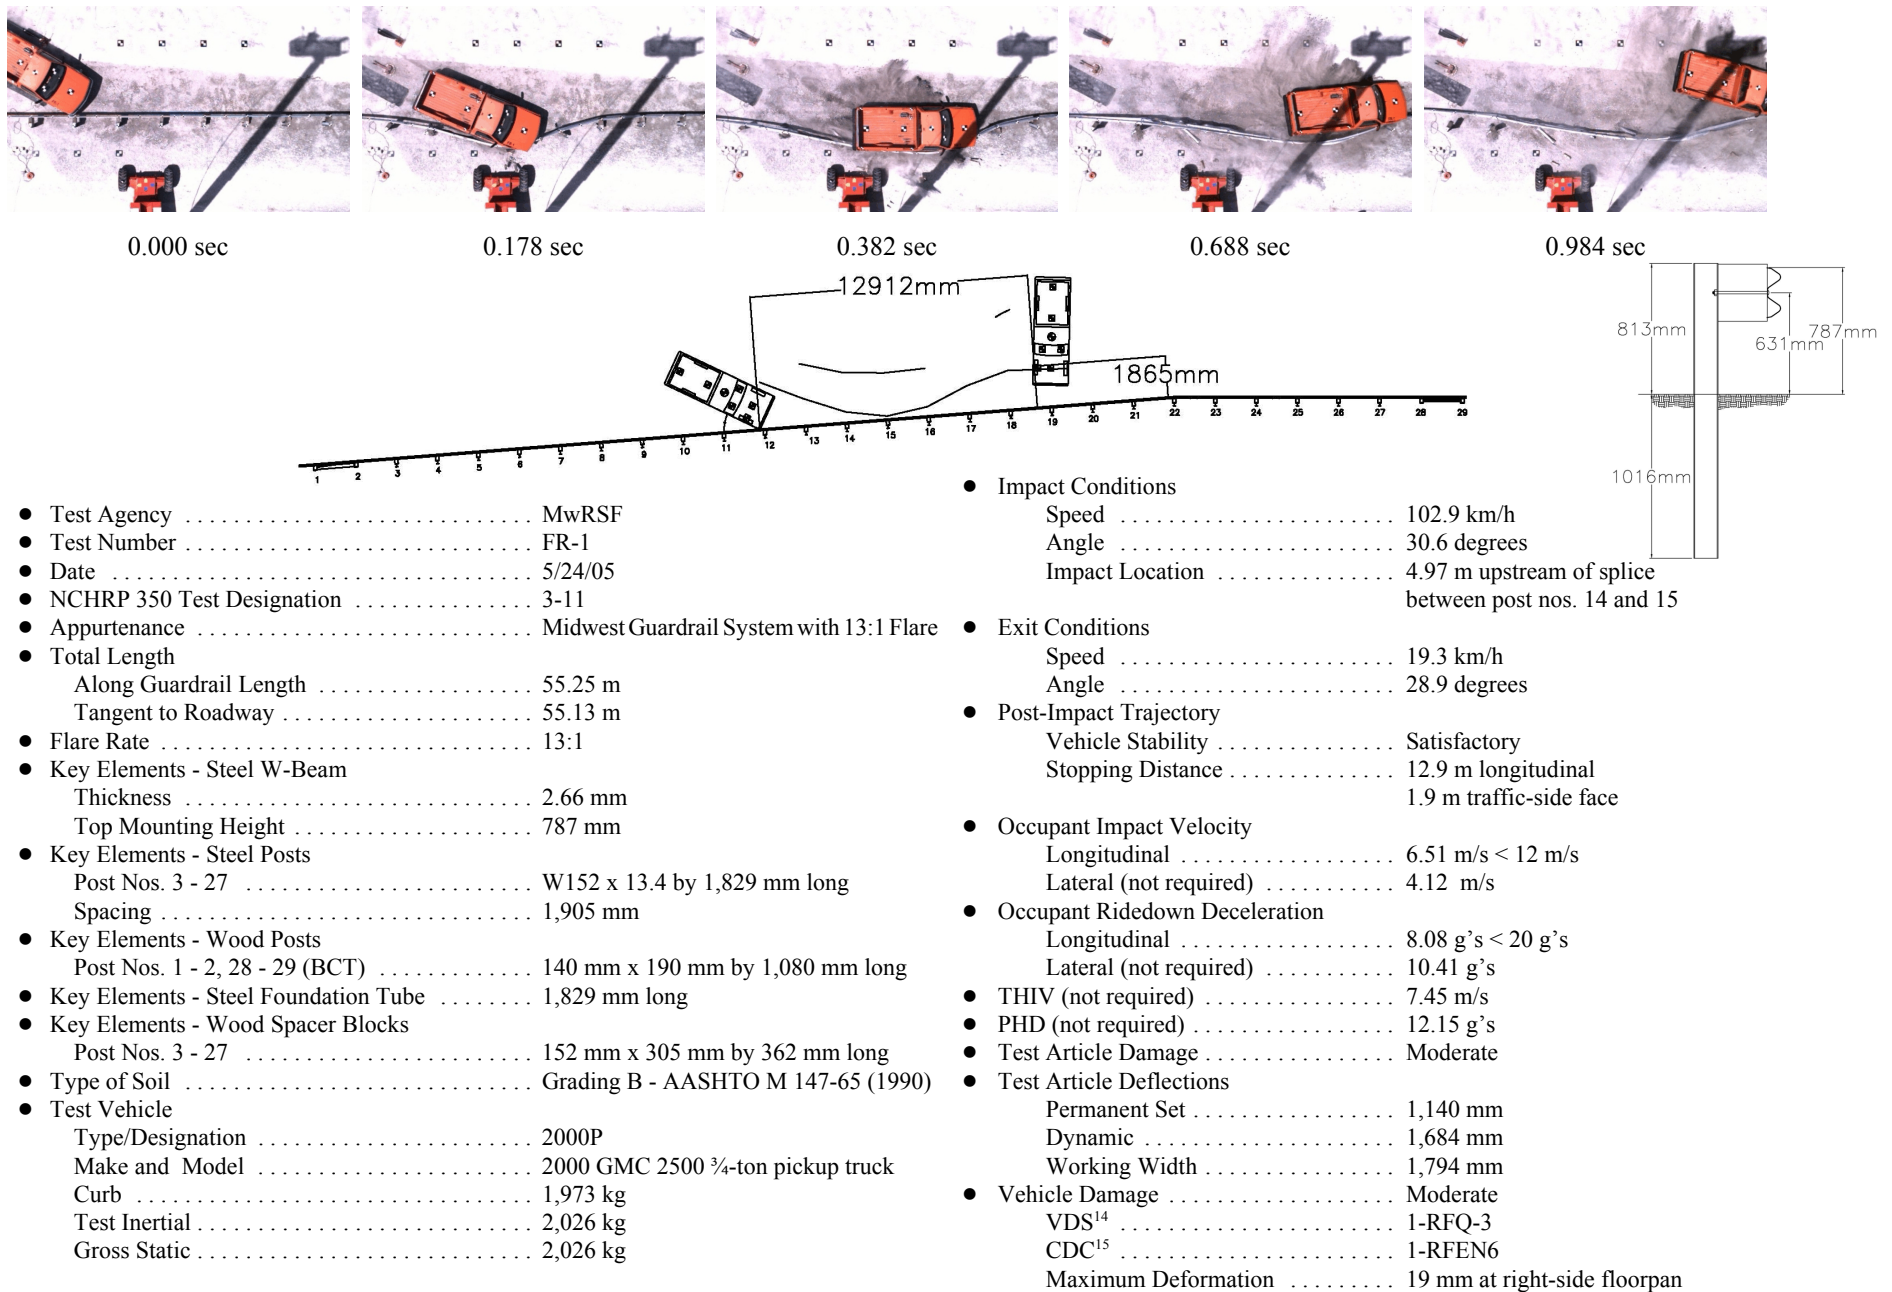 0.000 sec
0.178 sec
0.382 sec
0.688 sec
0.984 sec
12912mm
1865mm
1 2 3 4 5 6 7 8 9 10 11 12 13 14 15 16 17 18 19 20 21 22 23 24 25 26 27 28 29
813mm
787mm
631mm
1016mm
● Test Agency . . . . . . . . . . MwRSF
● Test Number . . . . . . . . . . FR-1
● Date . . . . . . . . . . 5/24/05
● NCHRP 350 Test Designation . . . . . . . . . . 3-11
● Appurtenance . . . . . . . . . . Midwest Guardrail System with 13:1 Flare
● Total Length
Along Guardrail Length . . . . . . . . . . 55.25 m
Tangent to Roadway . . . . . . . . . . 55.13 m
● Flare Rate . . . . . . . . . . 13:1
● Key Elements - Steel W-Beam
Thickness . . . . . . . . . . 2.66 mm
Top Mounting Height . . . . . . . . . . 787 mm
● Key Elements - Steel Posts
Post Nos. 3 - 27 . . . . . . . . . . W152 x 13.4 by 1,829 mm long
Spacing . . . . . . . . . . 1,905 mm
● Key Elements - Wood Posts
Post Nos. 1 - 2, 28 - 29 (BCT) . . . . . . . . . . 140 mm x 190 mm by 1,080 mm long
● Key Elements - Steel Foundation Tube . . . . . . . 1,829 mm long
● Key Elements - Wood Spacer Blocks
Post Nos. 3 - 27 . . . . . . . . . . 152 mm x 305 mm by 362 mm long
● Type of Soil . . . . . . . . . . Grading B - AASHTO M 147-65 (1990)
● Test Vehicle
Type/Designation . . . . . . . . . . 2000P
Make and Model . . . . . . . . . . 2000 GMC 2500 ¾-ton pickup truck
Curb . . . . . . . . . . 1,973 kg
Test Inertial . . . . . . . . . . 2,026 kg
Gross Static . . . . . . . . . . 2,026 kg
● Impact Conditions
Speed . . . . . . . . . . 102.9 km/h
Angle . . . . . . . . . . 30.6 degrees
Impact Location . . . . . . . . . . 4.97 m upstream of splice
between post nos. 14 and 15
● Exit Conditions
Speed . . . . . . . . . . 19.3 km/h
Angle . . . . . . . . . . 28.9 degrees
● Post-Impact Trajectory
Vehicle Stability . . . . . . . . . . Satisfactory
Stopping Distance . . . . . . . . . . 12.9 m longitudinal
1.9 m traffic-side face
● Occupant Impact Velocity
Longitudinal . . . . . . . . . . 6.51 m/s < 12 m/s
Lateral (not required) . . . . . . . . . . 4.12 m/s
● Occupant Ridedown Deceleration
Longitudinal . . . . . . . . . . 8.08 g’s < 20 g’s
Lateral (not required) . . . . . . . . . . 10.41 g’s
● THIV (not required) . . . . . . . . . . 7.45 m/s
● PHD (not required) . . . . . . . . . . 12.15 g’s
● Test Article Damage . . . . . . . . . . Moderate
● Test Article Deflections
Permanent Set . . . . . . . . . . 1,140 mm
Dynamic . . . . . . . . . . 1,684 mm
Working Width . . . . . . . . . . 1,794 mm
● Vehicle Damage . . . . . . . . . . Moderate
VDS14 . . . . . . . . . . 1-RFQ-3
CDC15 . . . . . . . . . . 1-RFEN6
Maximum Deformation . . . . . . . . . 19 mm at right-side floorpan